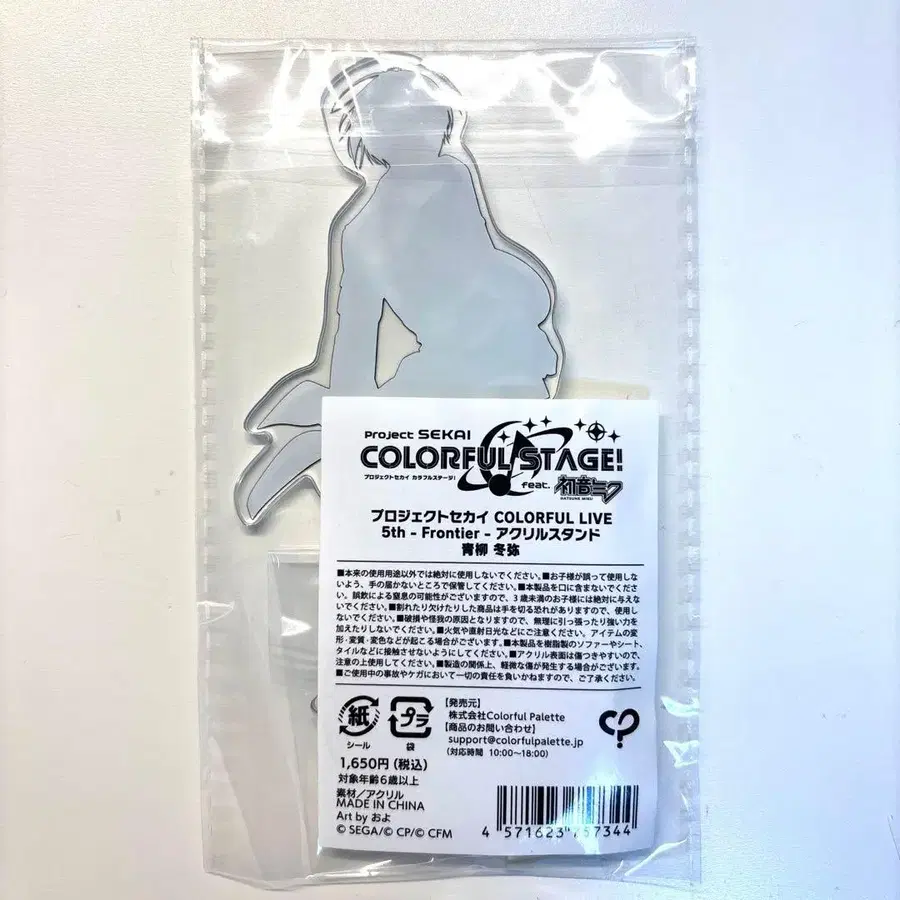 Project SEKAI
COLORFUL STAGE!
プロジェクトセカイ カラフルステージ!
feat. 初音ミク
HATSUNE MIKU
プロジェクトセカイ COLORFUL LIVE
5th - Frontier - アクリルスタンド
青柳 冬弥
■本来の使用用途以外では絶対に使用しないでください。■お子様が誤って使用しな
いよう、手の届かないところで保管してください。■本製品を口に含まないでくださ
い。誤飲による窒息の可能性がございますので、3歳未満のお子様には絶対に与えな
いでください。■割れたり欠けたりした商品は手を切る恐れがありますので、使用し
ないでください。■破損や怪我の原因となりますので、無理に引っ張ったり強い力を
加えたりしないでください。■火気や直射日光などにご注意ください。アイテムの変
形・変質・変色などが起こる場合がございます。■本製品を樹脂製のソファーやシート、
タイルなどに接触させないようにしてください。■アクリル表面は傷つきやすいので、
注意の上使用してください。■製造の関係上、軽微な傷が発生する場合がございます。
■ご使用中の事故やケガにおいて一切の責任を負いかねますので、ご了承ください。
紙
シール
プラ
袋
【発売元】
株式会社Colorful Palette
【商品のお問い合わせ】
support@colorfulpalette.jp
(対応時間 10:00〜18:00)
1,650円(税込)
対象年齢6歳以上
素材/アクリル
MADE IN CHINA
Art by およ
© SEGA/© CP/© CFM
4 571623 757344